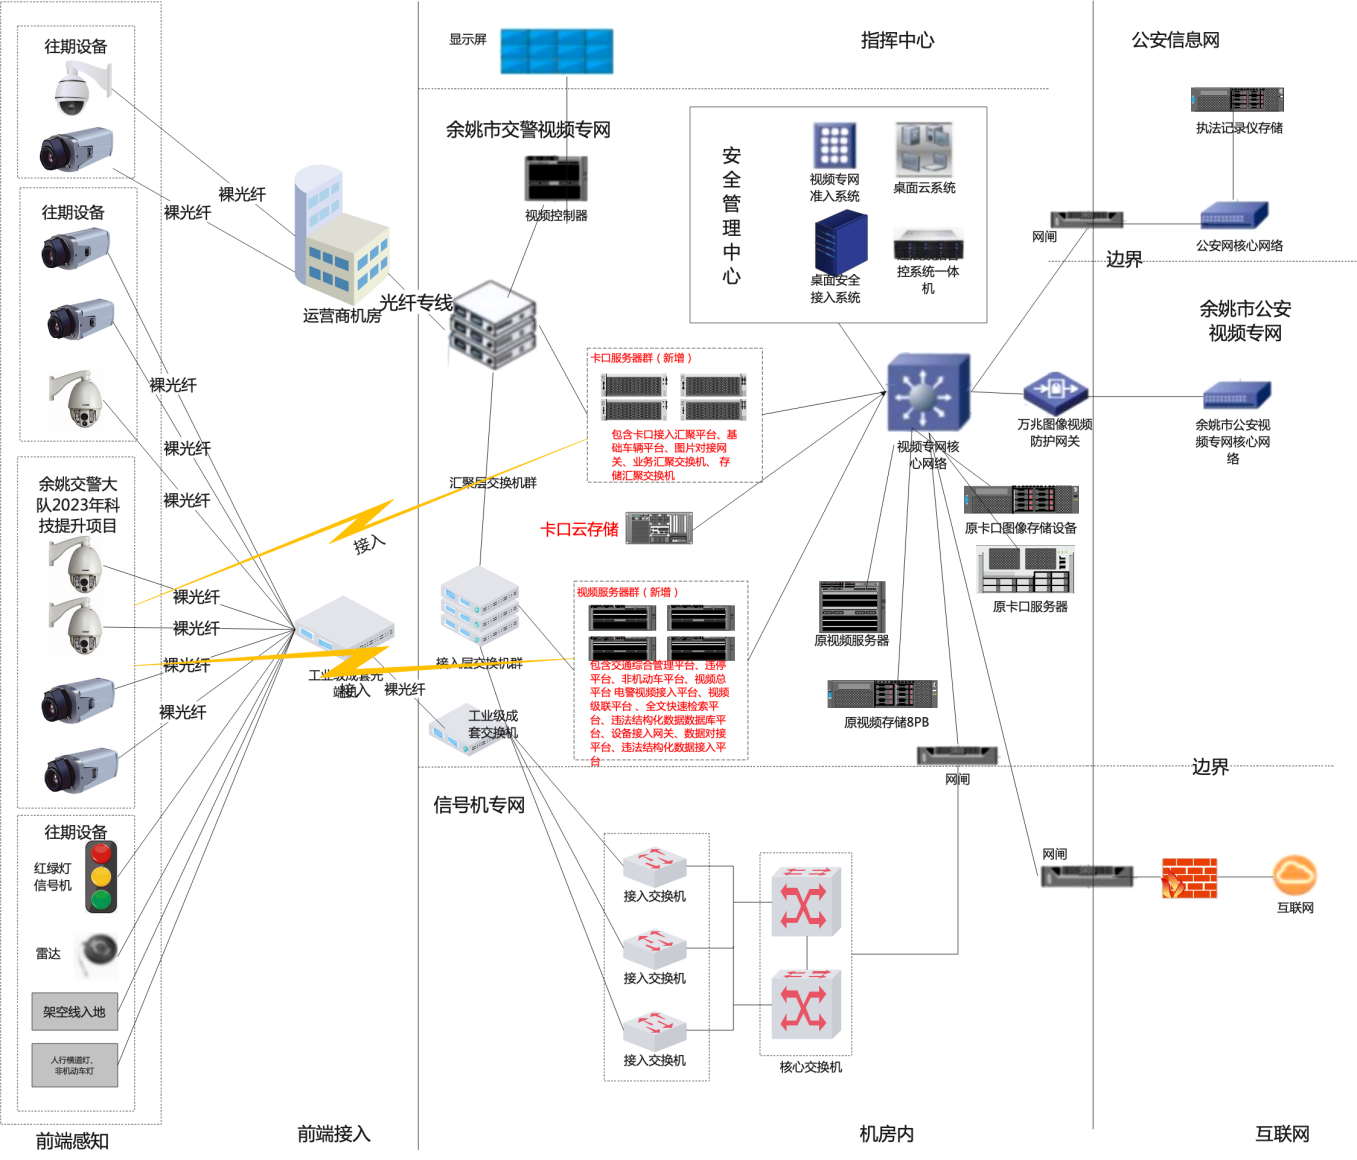 往期设备
往期设备
余姚交警大
队2023年科
技提升项目
往期设备
红绿灯
信号机
雷达
架空线入地
人行横道灯、
非机动车灯
前端感知
裸光纤
裸光纤
裸光纤
裸光纤
裸光纤
裸光纤
裸光纤
裸光纤
裸光纤
运营商机房
光纤专线
接入
接入
裸光纤
前端接入
显示屏
指挥中心
余姚市交警视频专网
视频控制器
汇聚层交换机群
接入层交换机群
工业级成
套交换机
安全管理中心
视频专网
准入系统
桌面云系统
桌面安全
接入系统
控系统一体
机
卡口服务器群（新增）
包含卡口接入汇聚平台、基
础车辆平台、图片对接网
关、业务汇聚交换机、 存
储汇聚交换机
卡口云存储
视频服务器群（新增）
包含交通综合管理平台、违停
平台、非机动车平台、视频总
平台 电警视频接入平台、视频
级联平台 、全文快速检索平
台、违法结构化数据数据库平
台、设备接入网关、数据对接
平台、违法结构化数据接入平
台
视频专网核
心网络
万兆图像视频
防护网关
原卡口图像存储设备
原卡口服务器
原视频服务器
原视频存储8PB
网闸
信号机专网
接入交换机
接入交换机
接入交换机
核心交换机
机房内
公安信息网
执法记录仪存储
网闸
公安网核心网络
边界
余姚市公安
视频专网
余姚市公安视
频专网核心网
络
边界
网闸
互联网
互联网